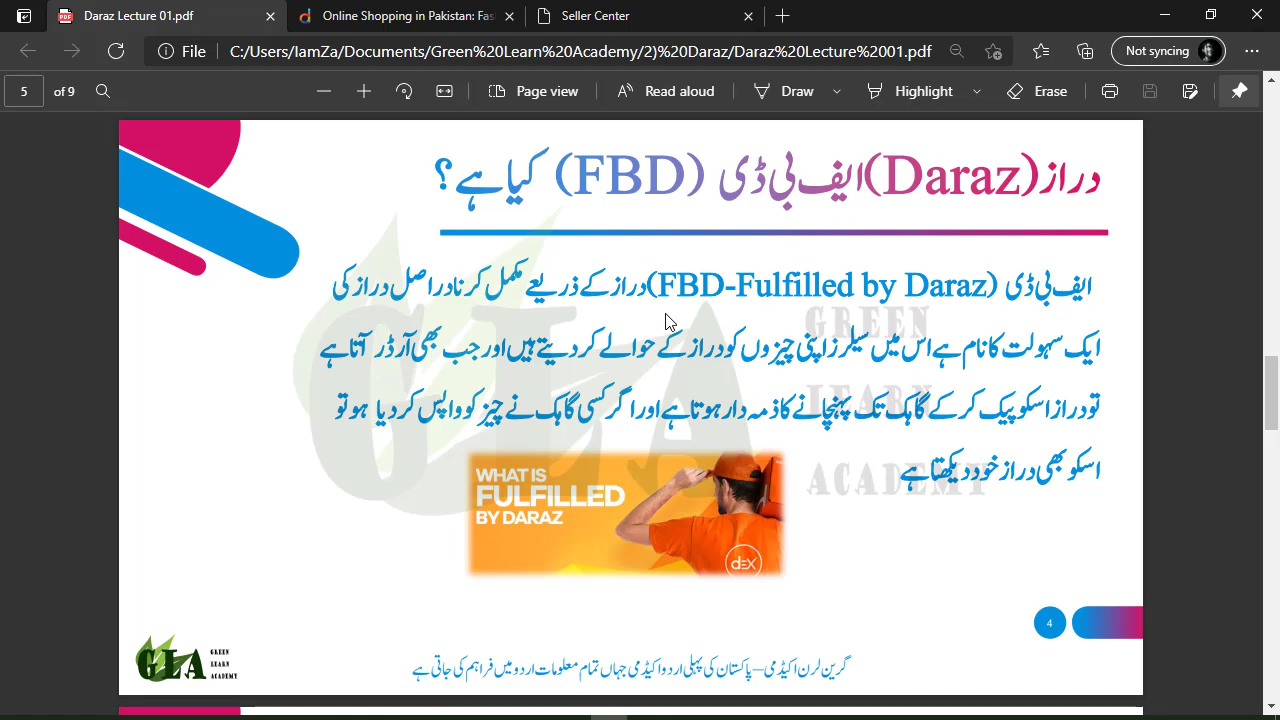 Daraz Lecture 01.pdf
Online Shopping in Pakistan: Fas
Seller Center
File
C:/Users/IamZa/Documents/Green%20Learn%20Academy/2)%20Daraz/Daraz%20Lecture%2001.pdf
Not syncing
5 of 9
Page view
Read aloud
Draw
Highlight
Erase
دراز(Daraz)ایف بی ڈی (FBD) کیا ہے؟
ایف بی ڈی (FBD-Fulfilled by Daraz)دراز کے ذریعے مکمل کرنا دراصل دراز کی
ایک سہولت کا نام ہے اس میں سیلرز اپنی چیزوں کو دراز کے حوالے کر دیتے ہیں اور جب بھی آرڈر آتا ہے
تو دراز اسکو پیک کر کے گاہک تک پہنچانے کا ذمہ دار ہوتا ہے اور اگر کسی گاہک نے چیز کو واپس کر دیا ہو تو
اسکو بھی دراز خود دیکھتا ہے
GREEN
LEARN
ACADEMY
GLA
WHAT IS
FULFILLED
BY DARAZ
dEX
4
GLA
GREEN
LEARN
ACADEMY
گرین لرن اکیڈمی – پاکستان کی پہلی اردو اکیڈمی جہاں تمام معلومات اردو میں فراہم کی جاتی ہے